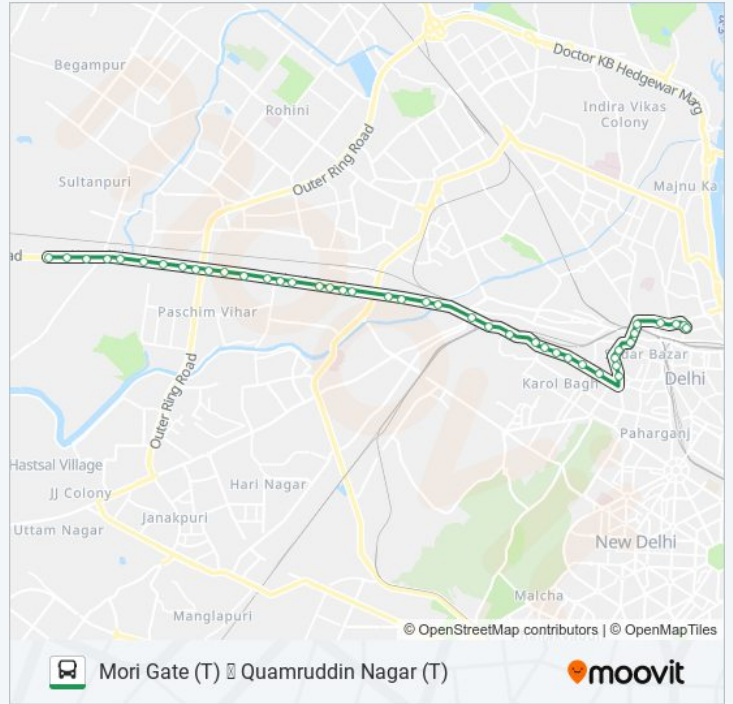 Begampur
Doctor KB Hedgewar Marg
Indira Vikas
Colony
Rohini
Outer Ring Road
Sultanpuri
Majnu Ka
ad
Paschim Vihar
dar Bazar
Karol Bagh
Delhi
Outer Ring Road
Paharganj
Hastsal Village
Hari Nagar
JJ Colony
Janakpuri
Uttam Nagar
New Delhi
Malcha
Manglapuri
© OpenStreetMap contributors | © OpenMapTiles
Mori Gate (T) Quamruddin Nagar (T)
moovit